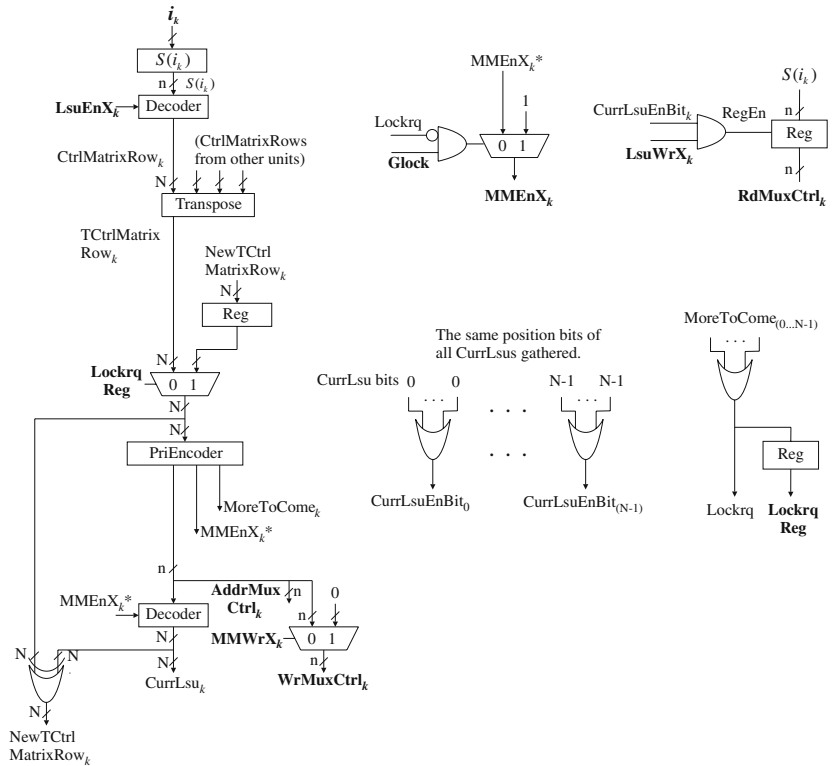 i_k
S(i_k)
n
S(i_k)
LsuEnX_k
Decoder
CtrlMatrixRow_k
(CtrlMatrixRows
from other units)
N
Transpose
TCtrlMatrix
Row_k
NewTCtrl
MatrixRow_k
N
Reg
N
Lockrq
Reg
0 1
N
N
PriEncoder
MoreToCome_k
MMEnX_k*
n
MMEnX_k*
Decoder
AddrMux
Ctrl_k
n
0
n
MMWrX_k
0 1
n
WrMuxCtrl_k
N
N
N
N
CurrLsu_k
N
NewTCtrl
MatrixRow_k
MMEnX_k*
1
Lockrq
Glock
0 1
MMEnX_k
S(i_k)
n
CurrLsuEnBit_k
RegEn
LsuWrX_k
Reg
n
RdMuxCtrl_k
The same position bits of
all CurrLsus gathered.
CurrLsu bits 0 0 N-1 N-1
. . . . . .
. . .
. . .
CurrLsuEnBit_0
CurrLsuEnBit_(N-1)
MoreToCome_(0...N-1)
. . .
Reg
Lockrq
Lockrq
Reg